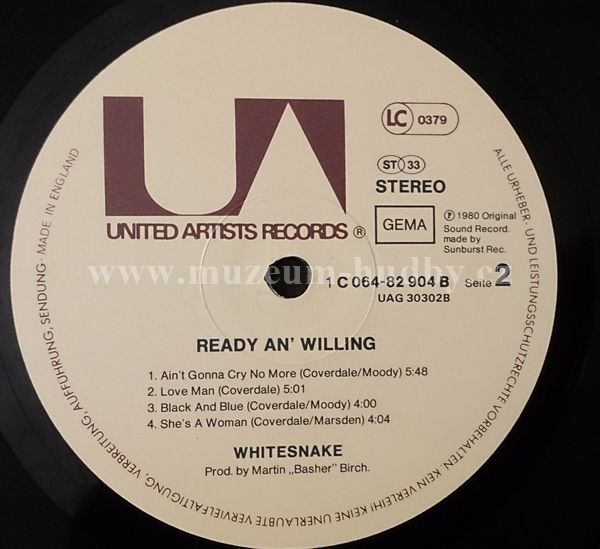 UA
UNITED ARTISTS RECORDS ®
LC 0379
ST 33
STEREO
GEMA
℗ 1980 Original
Sound Record.
made by
Sunburst Rec.
1 C 064-82 904 B Seite 2
UAG 30302B
READY AN' WILLING
1. Ain't Gonna Cry No More (Coverdale/Moody) 5:48
2. Love Man (Coverdale) 5:01
3. Black And Blue (Coverdale/Moody) 4:00
4. She's A Woman (Coverdale/Marsden) 4:04
WHITESNAKE
Prod. by Martin „Basher" Birch.
ALLE URHEBER- UND LEISTUNGSSCHUTZRECHTE VORBEHALTEN. KEIN VERLEIH! KEINE UNERLAUBTE VERVIELFÄLTIGUNG, VERBREITUNG, AUFFÜHRUNG, SENDUNG · MADE IN ENGLAND
www.muzeum-hudby.cz